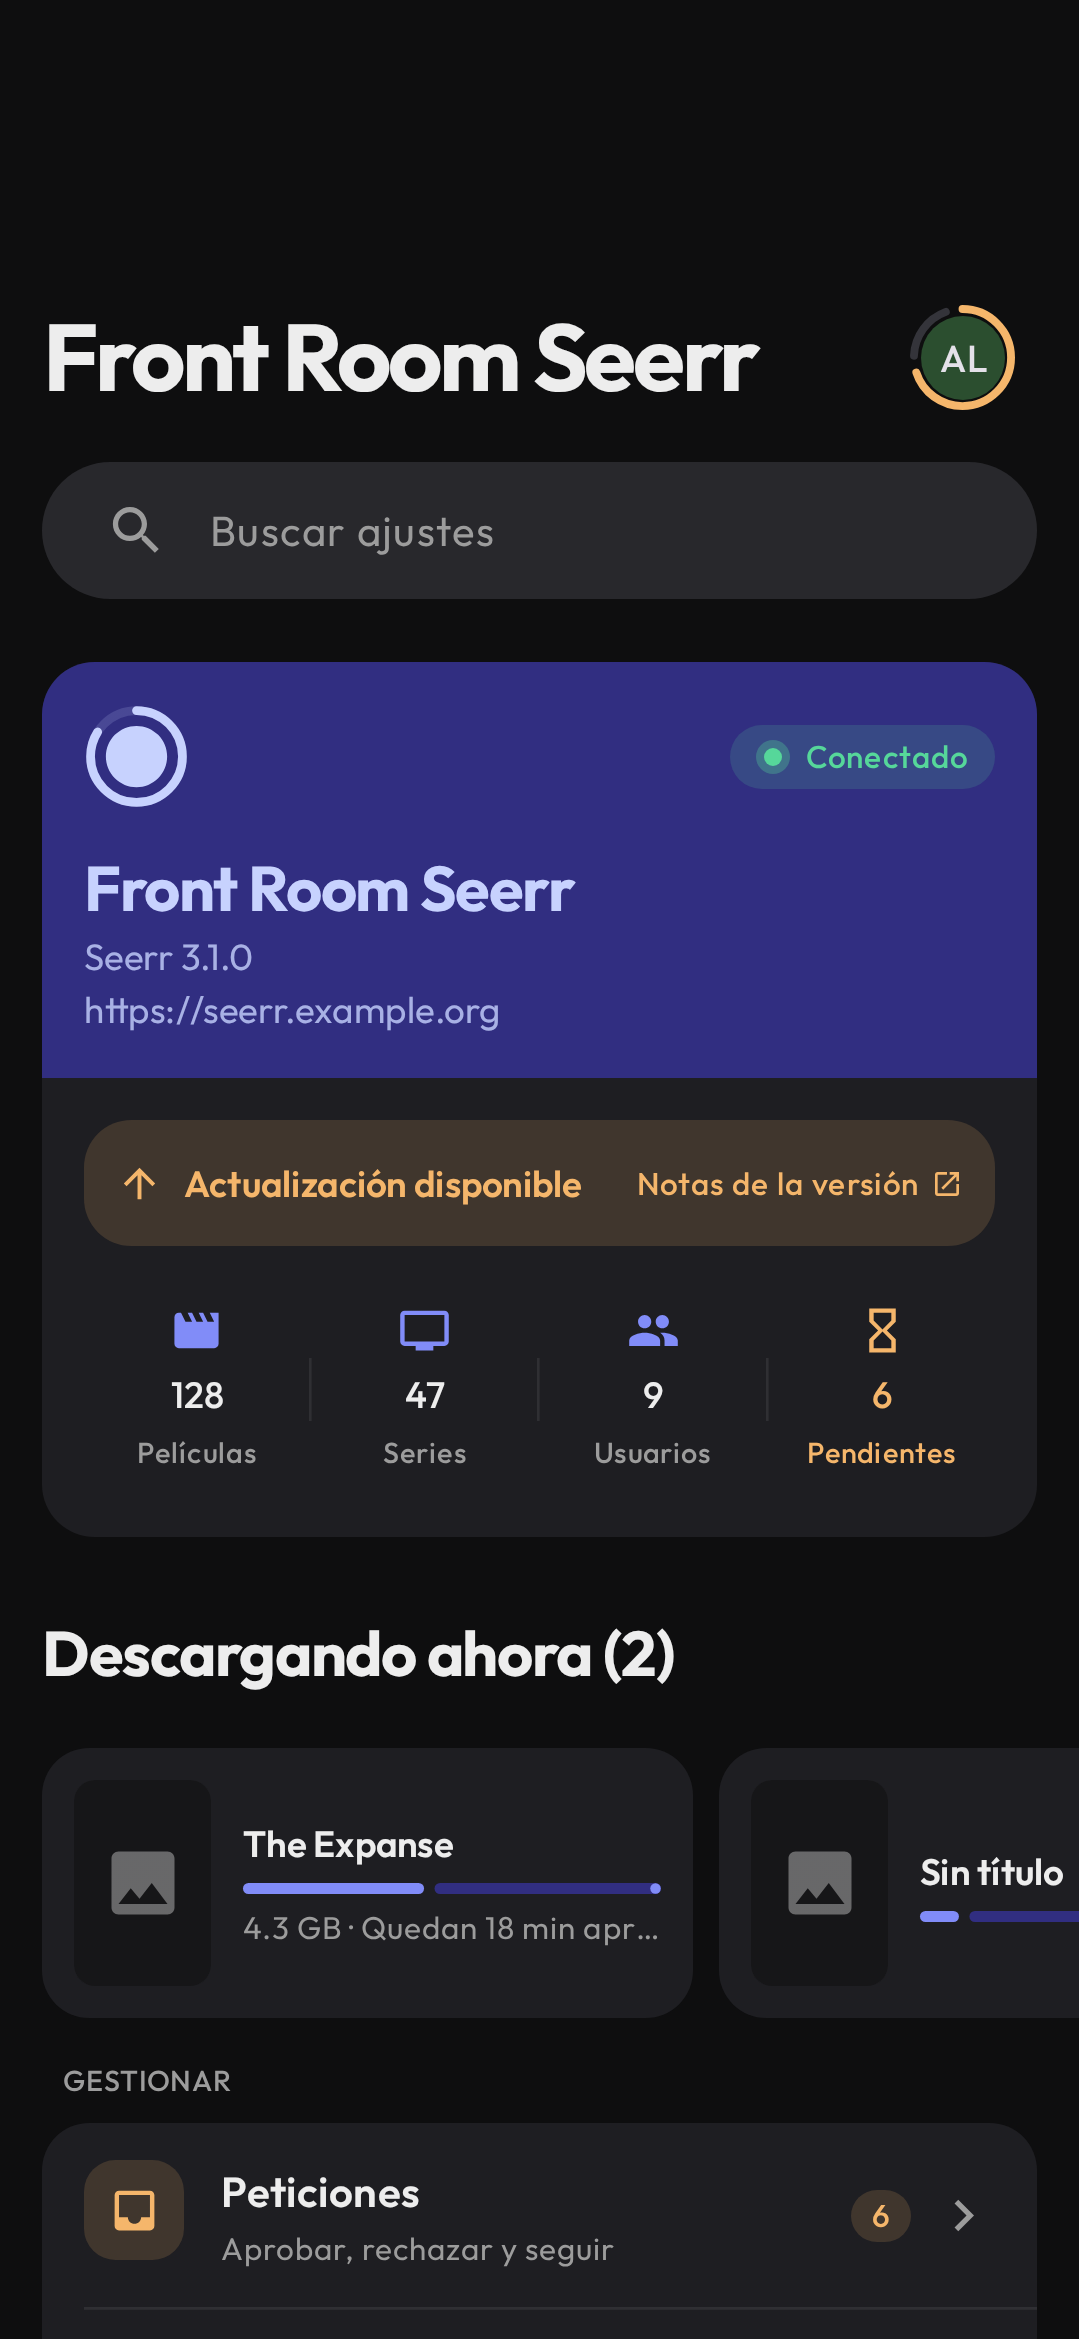 Front Room Seerr
AL
Buscar ajustes
Conectado
Front Room Seerr
Seerr 3.1.0
https://seerr.example.org
Actualización disponible
Notas de la versión
128
47
9
6
Películas
Series
Usuarios
Pendientes
Descargando ahora (2)
The Expanse
4.3 GB · Quedan 18 min apr...
Sin título
GESTIONAR
Peticiones
Aprobar, rechazar y seguir
6